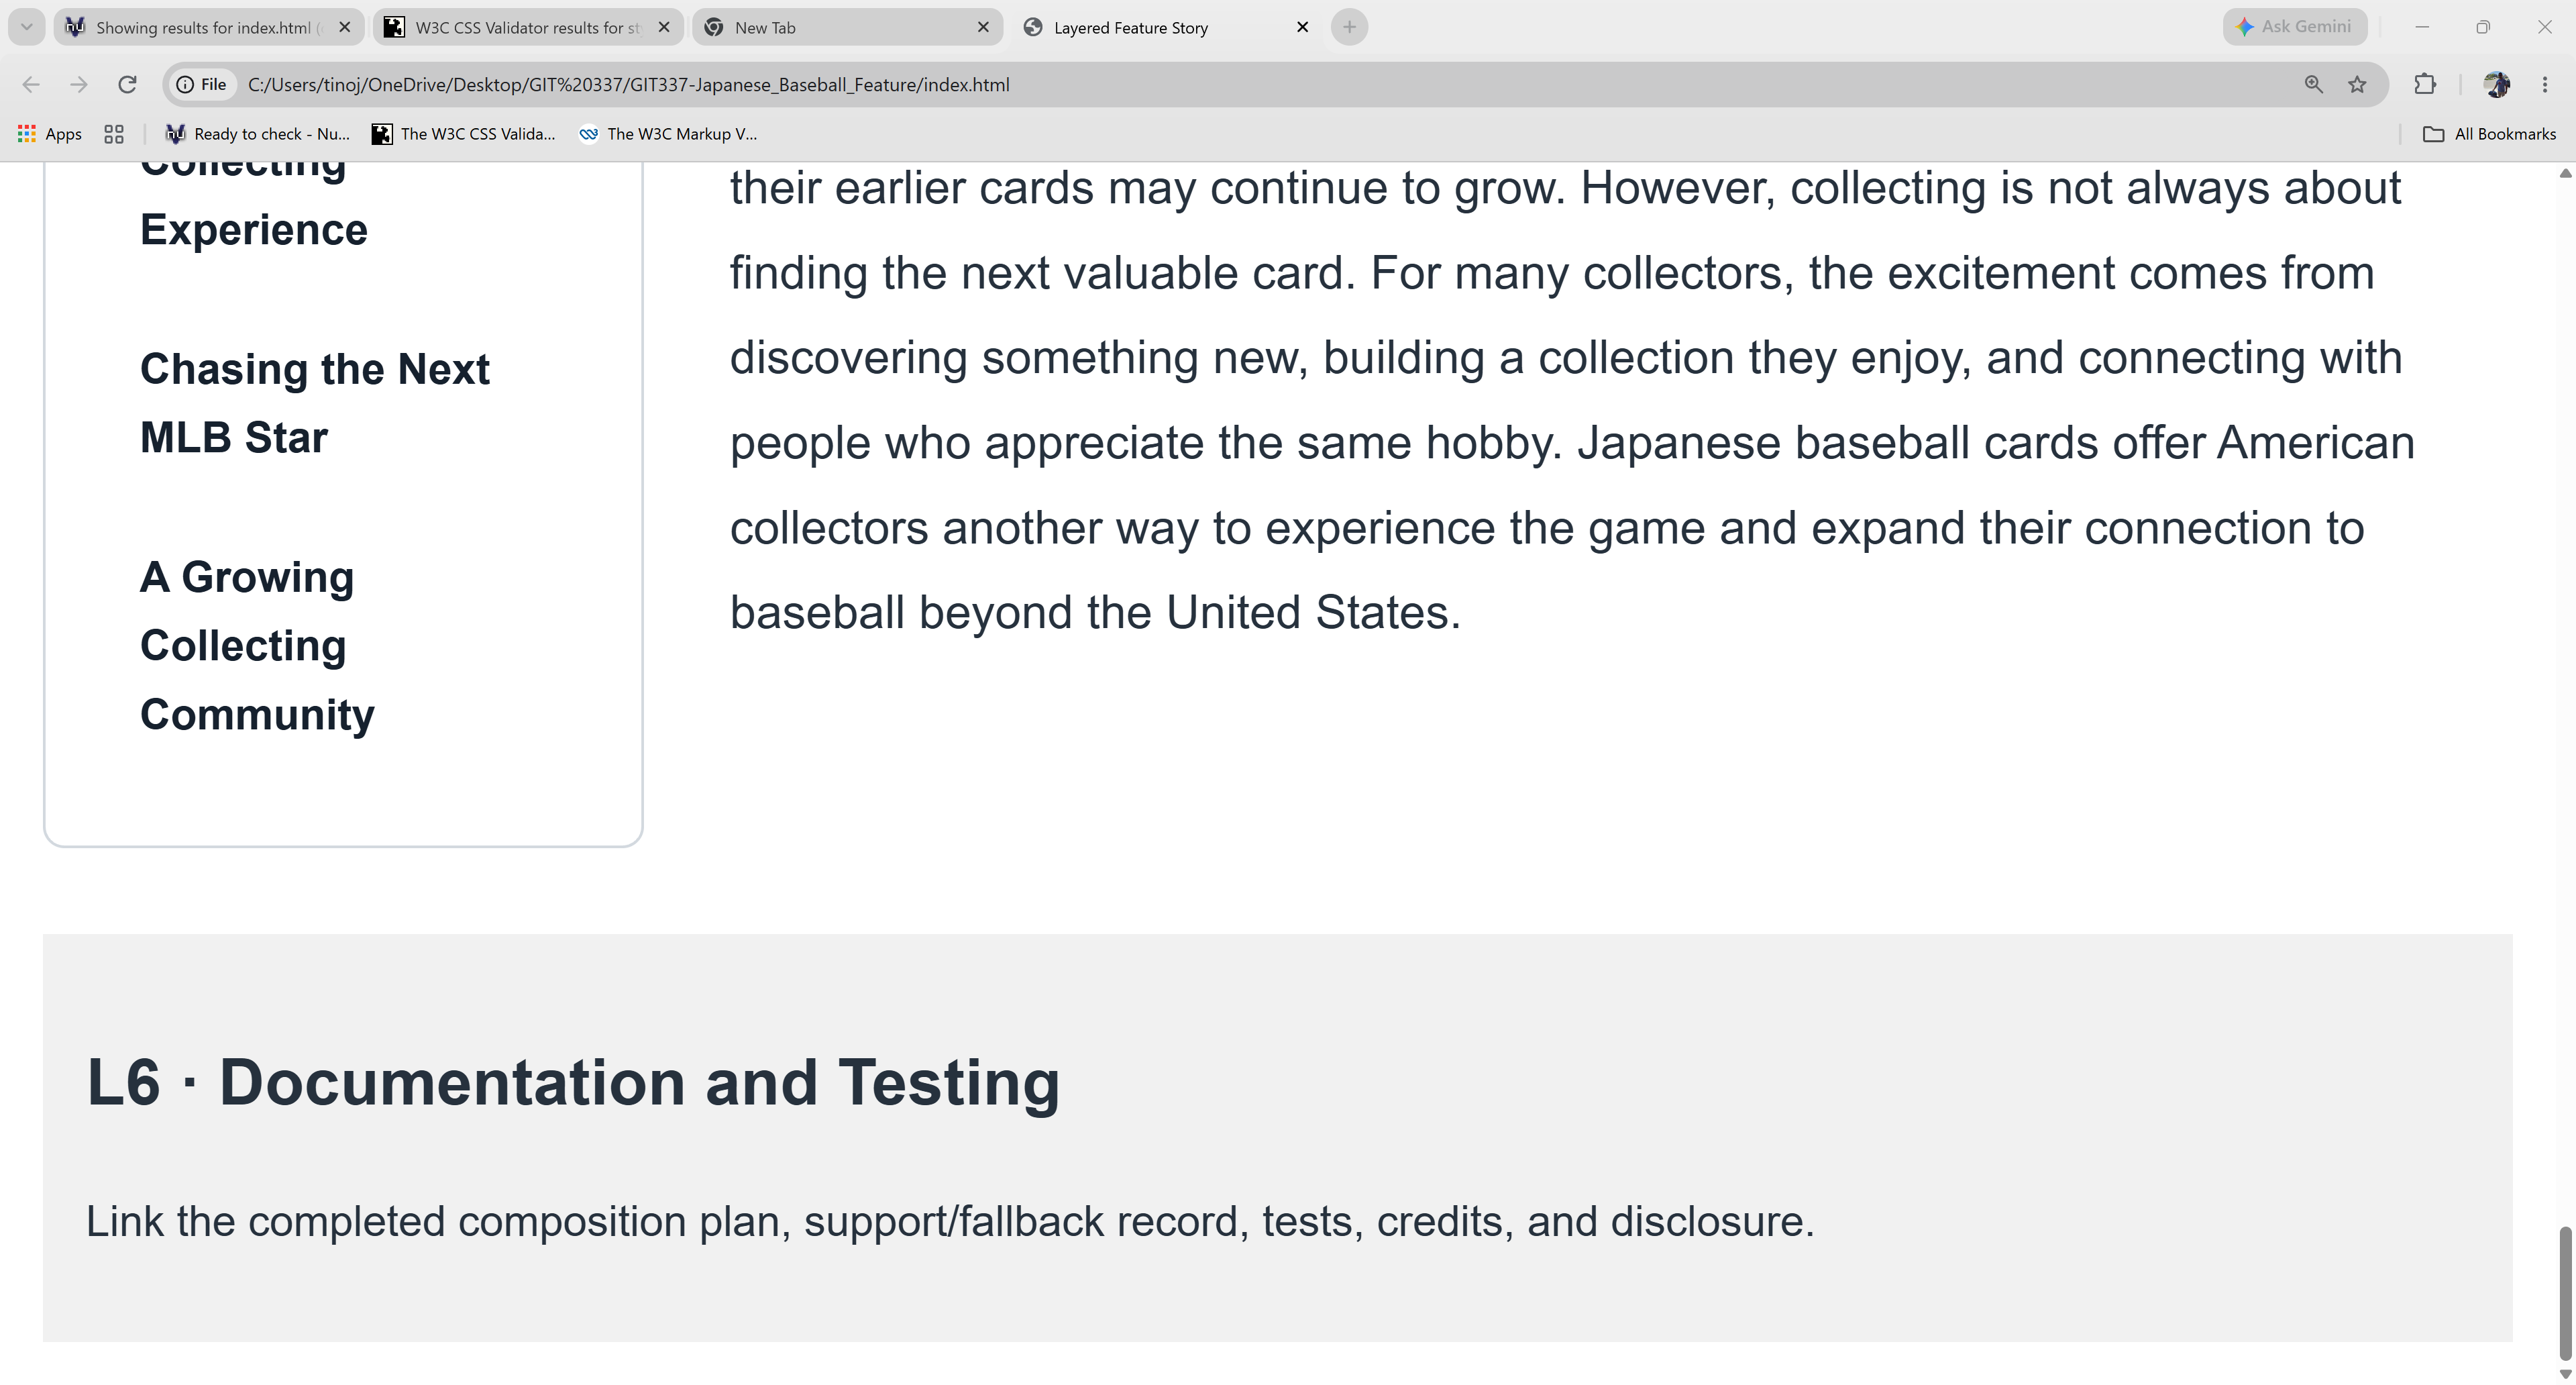 Showing results for index.html (
W3C CSS Validator results for st
New Tab
Layered Feature Story
Ask Gemini
File
C:/Users/tinoj/OneDrive/Desktop/GIT%20337/GIT337-Japanese_Baseball_Feature/index.html
Apps
Ready to check - Nu...
The W3C CSS Valida...
The W3C Markup V...
All Bookmarks
Collecting
Experience
Chasing the Next
MLB Star
A Growing
Collecting
Community
their earlier cards may continue to grow. However, collecting is not always about
finding the next valuable card. For many collectors, the excitement comes from
discovering something new, building a collection they enjoy, and connecting with
people who appreciate the same hobby. Japanese baseball cards offer American
collectors another way to experience the game and expand their connection to
baseball beyond the United States.
L6 · Documentation and Testing
Link the completed composition plan, support/fallback record, tests, credits, and disclosure.